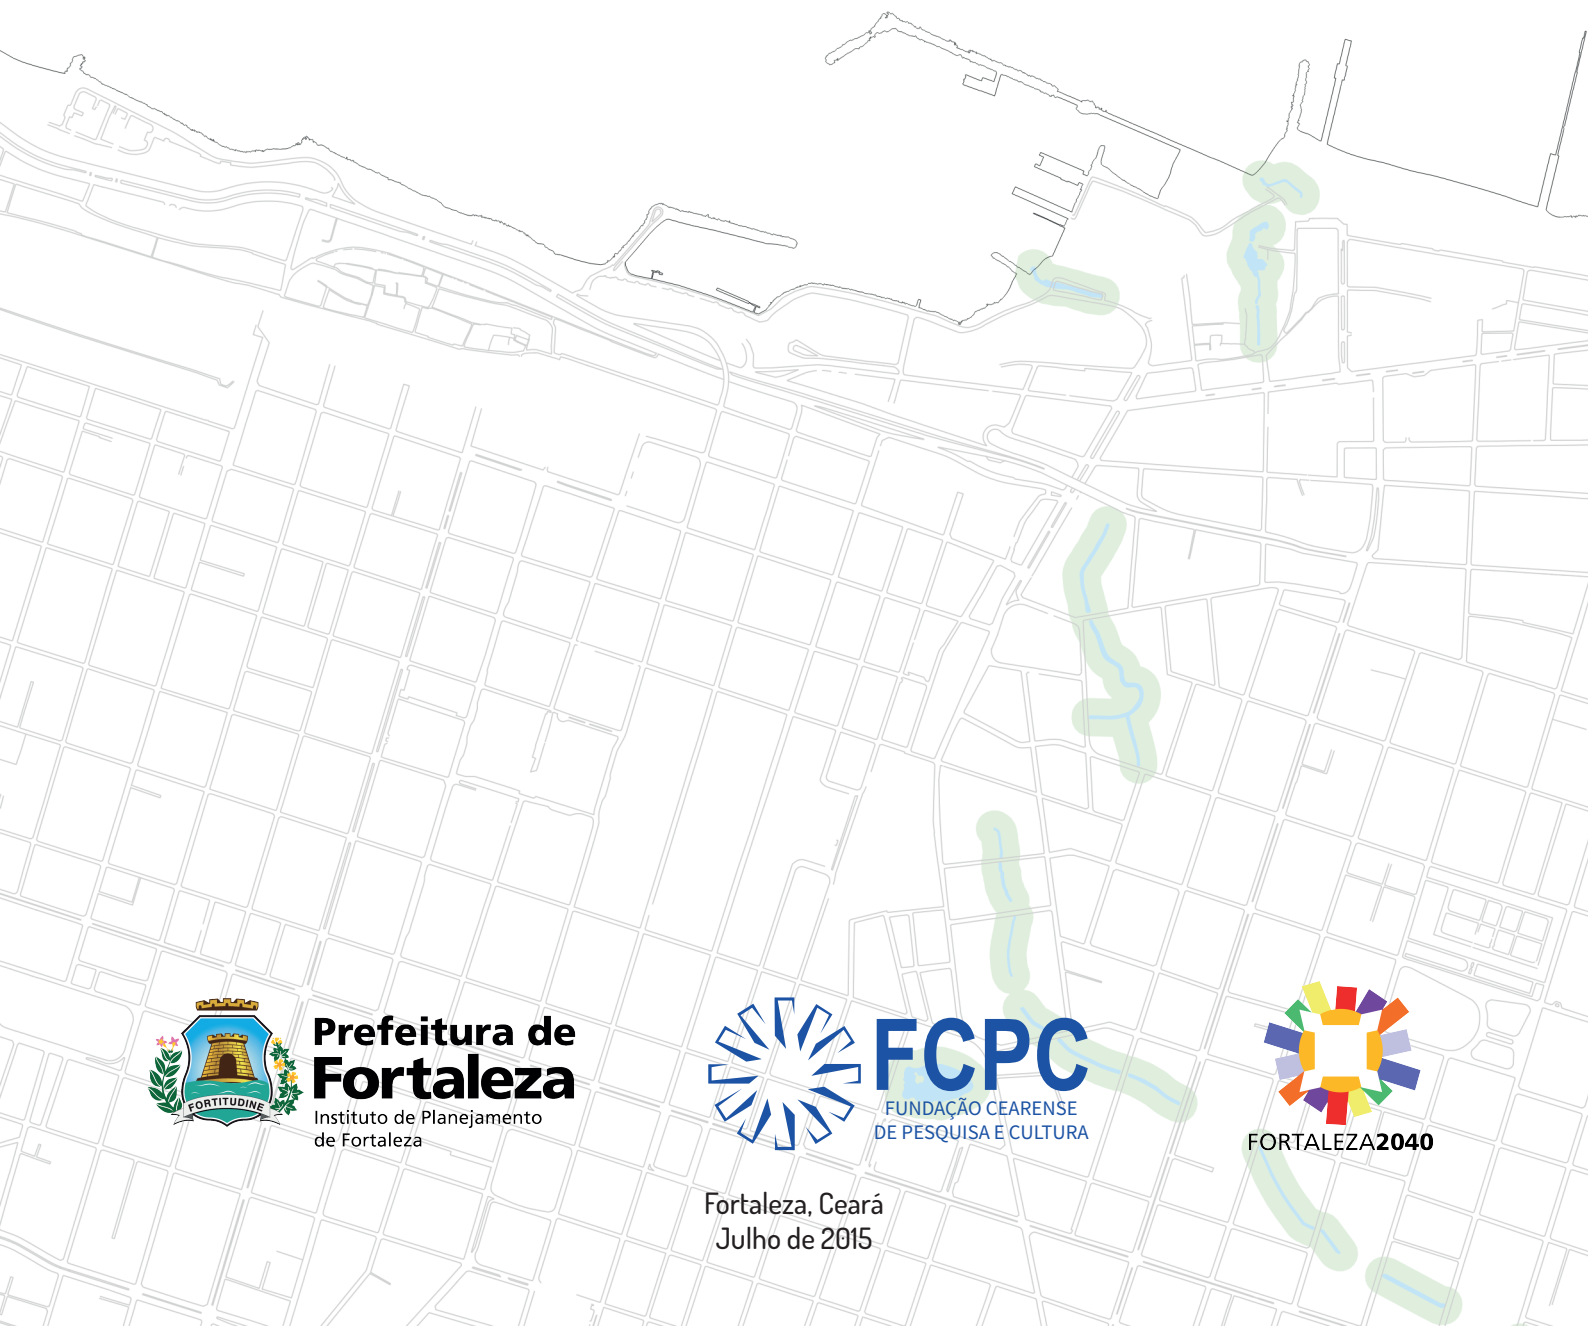 Prefeitura de
Fortaleza
Instituto de Planejamento
de Fortaleza
FORTITUDINE
FCPC
FUNDAÇÃO CEARENSE
DE PESQUISA E CULTURA
FORTALEZA2040
Fortaleza, Ceará
Julho de 2015